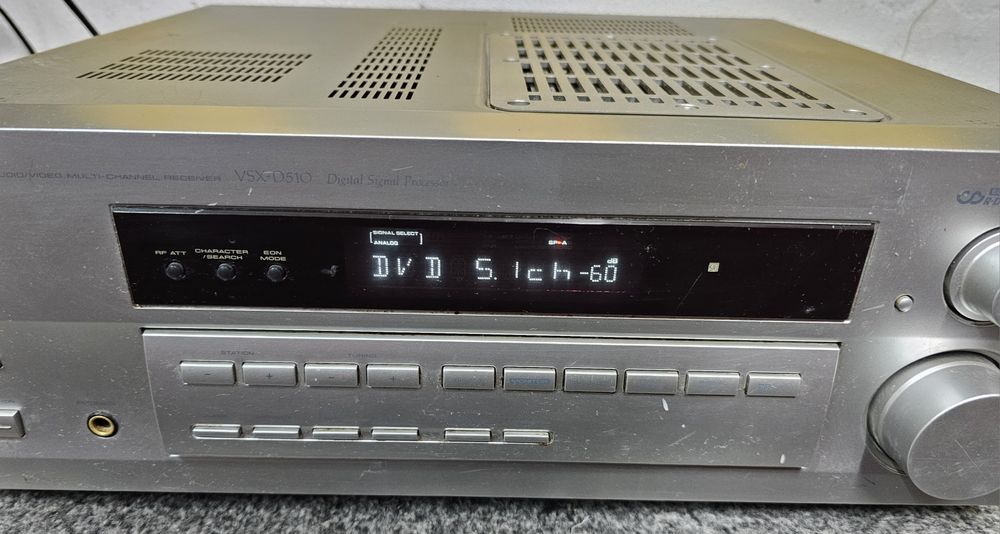 AUDIO/VIDEO MULTI-CHANNEL RECEIVER VSX-D510 Digital Signal Processor
RF ATT
CHARACTER
/SEARCH
EON
MODE
SIGNAL SELECT
ANALOG
SP▸A
DVD 5.1ch -60 dB
STATION
TUNING
- + - +